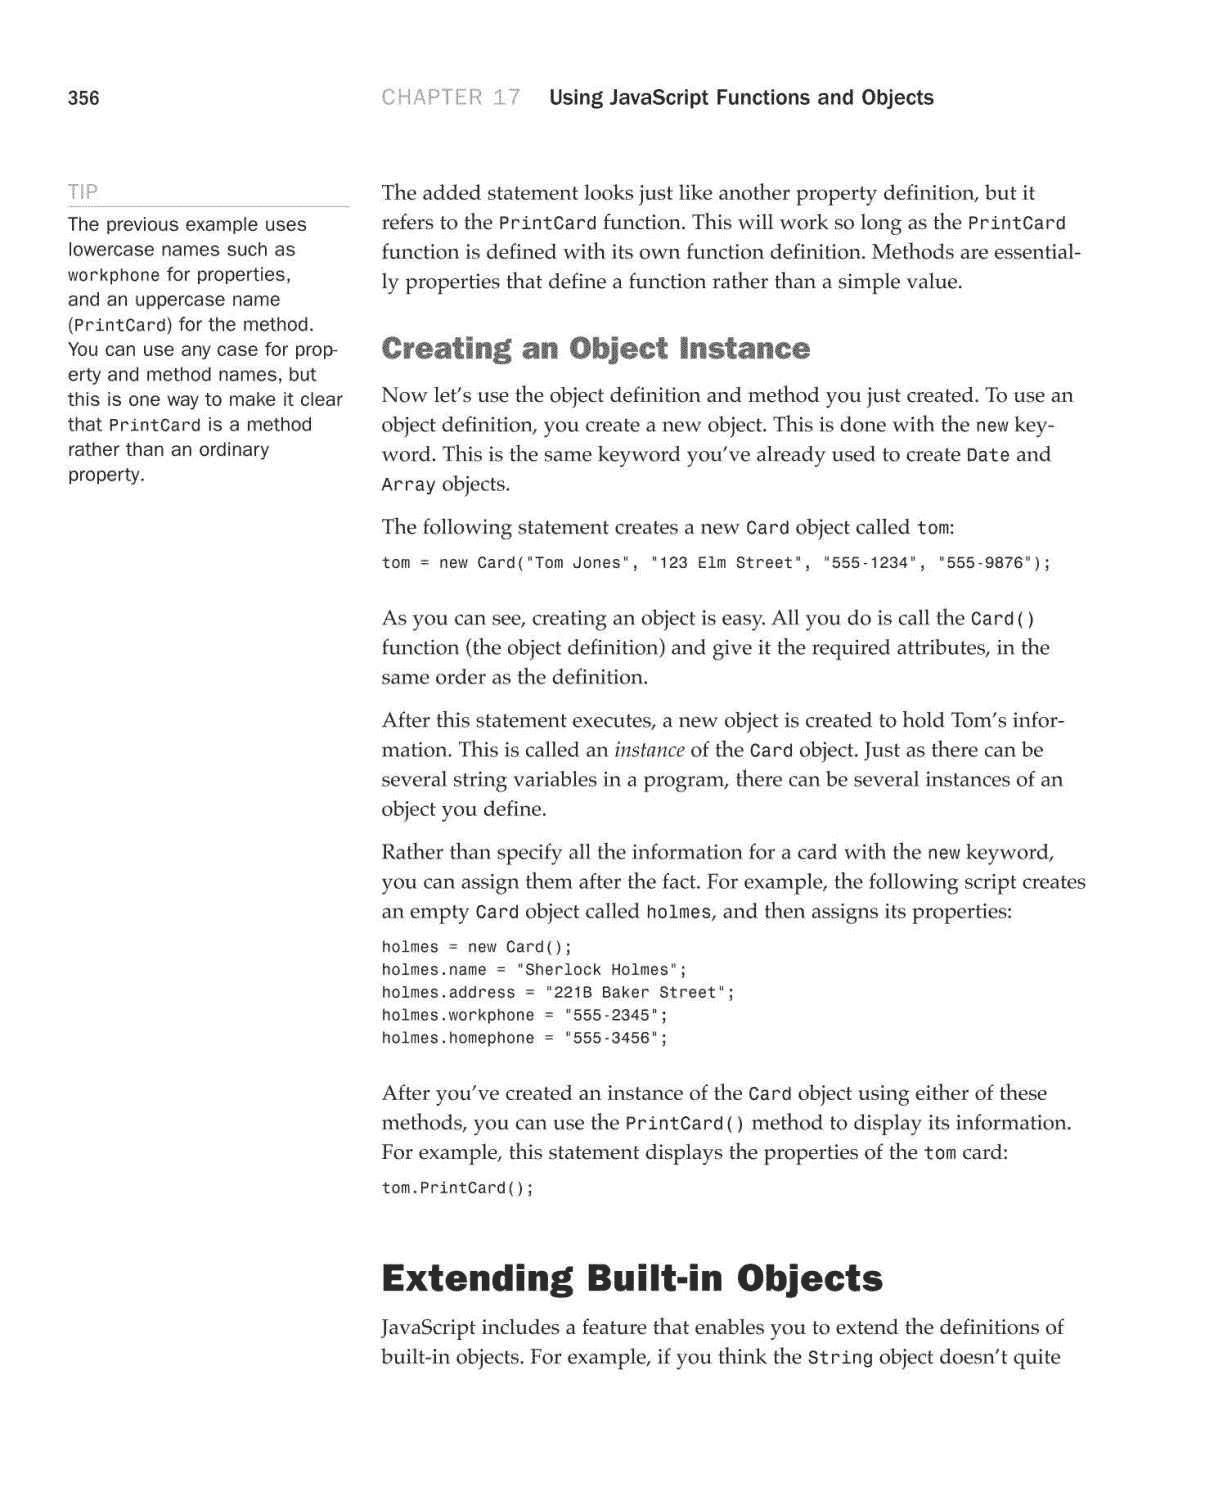 356
CHAPTER 17 Using JavaScript Functions and Objects
TIP
The previous example uses
lowercase names such as
workphone for properties,
and an uppercase name
(PrintCard) for the method.
You can use any case for prop-
erty and method names, but
this is one way to make it clear
that PrintCard is a method
rather than an ordinary
property.
The added statement looks just like another property definition, but it
refers to the PrintCard function. This will work so long as the PrintCard
function is defined with its own function definition. Methods are essential-
ly properties that define a function rather than a simple value.
Creating an Object Instance
Now let's use the object definition and method you just created. To use an
object definition, you create a new object. This is done with the new key-
word. This is the same keyword you've already used to create Date and
Array objects.
The following statement creates a new Card object called tom:
tom = new Card("Tom Jones", "123 Elm Street", "555-1234", "555-9876");
As you can see, creating an object is easy. All you do is call the Card()
function (the object definition) and give it the required attributes, in the
same order as the definition.
After this statement executes, a new object is created to hold Tom's infor-
mation. This is called an instance of the Card object. Just as there can be
several string variables in a program, there can be several instances of an
object you define.
Rather than specify all the information for a card with the new keyword,
you can assign them after the fact. For example, the following script creates
an empty Card object called holmes, and then assigns its properties:
holmes = new Card();
holmes.name = "Sherlock Holmes";
holmes.address = "221B Baker Street";
holmes.workphone = "555-2345";
holmes.homephone = "555-3456";
After you've created an instance of the Card object using either of these
methods, you can use the PrintCard() method to display its information.
For example, this statement displays the properties of the tom card:
tom.PrintCard();
Extending Built-in Objects
JavaScript includes a feature that enables you to extend the definitions of
built-in objects. For example, if you think the String object doesn't quite